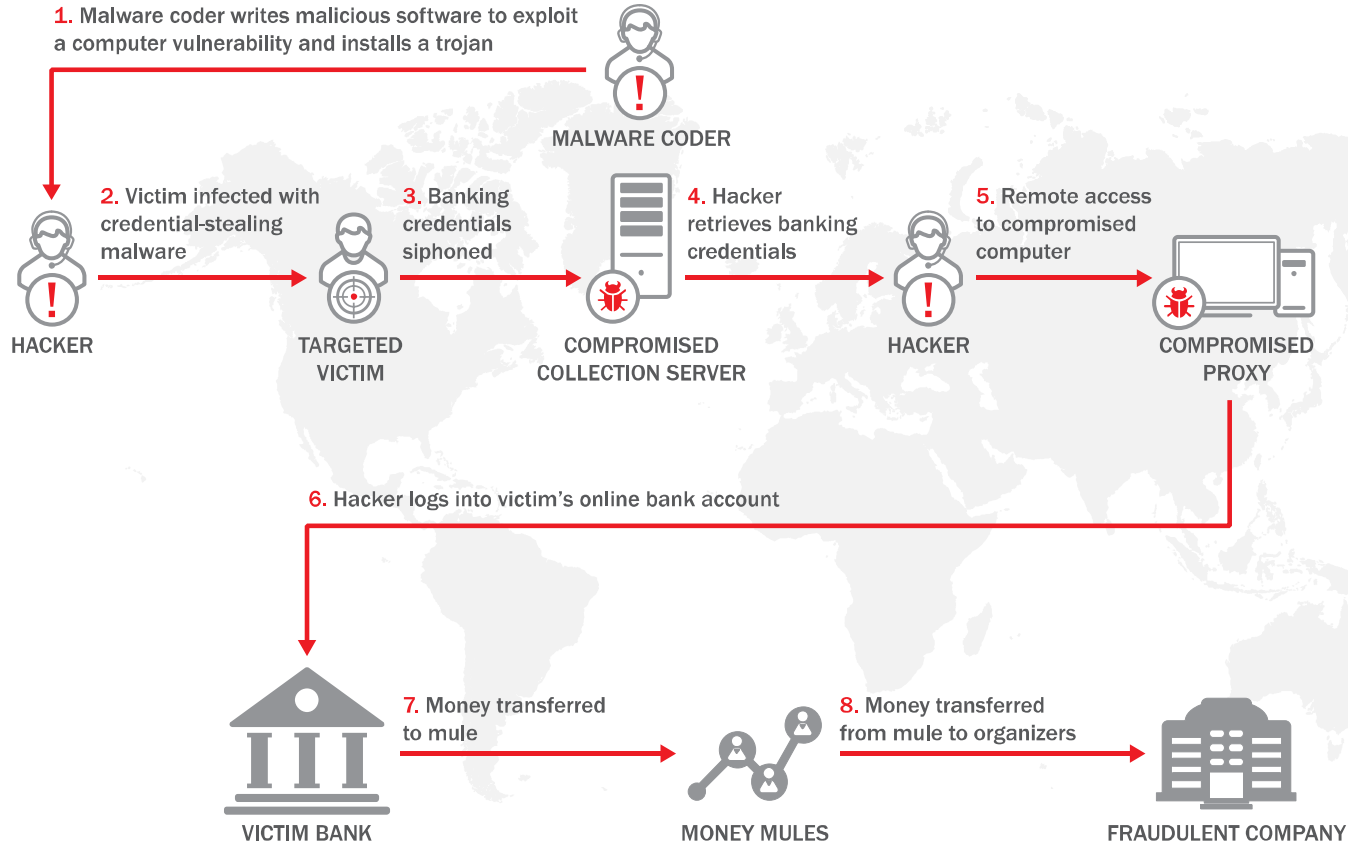 1. Malware coder writes malicious software to exploit
a computer vulnerability and installs a trojan
MALWARE CODER
2. Victim infected with
credential-stealing
malware
3. Banking
credentials
siphoned
4. Hacker
retrieves banking
credentials
5. Remote access
to compromised
computer
HACKER
TARGETED
VICTIM
COMPROMISED
COLLECTION SERVER
HACKER
COMPROMISED
PROXY
6. Hacker logs into victim's online bank account
7. Money transferred
to mule
8. Money transferred
from mule to organizers
VICTIM BANK
MONEY MULES
FRAUDULENT COMPANY